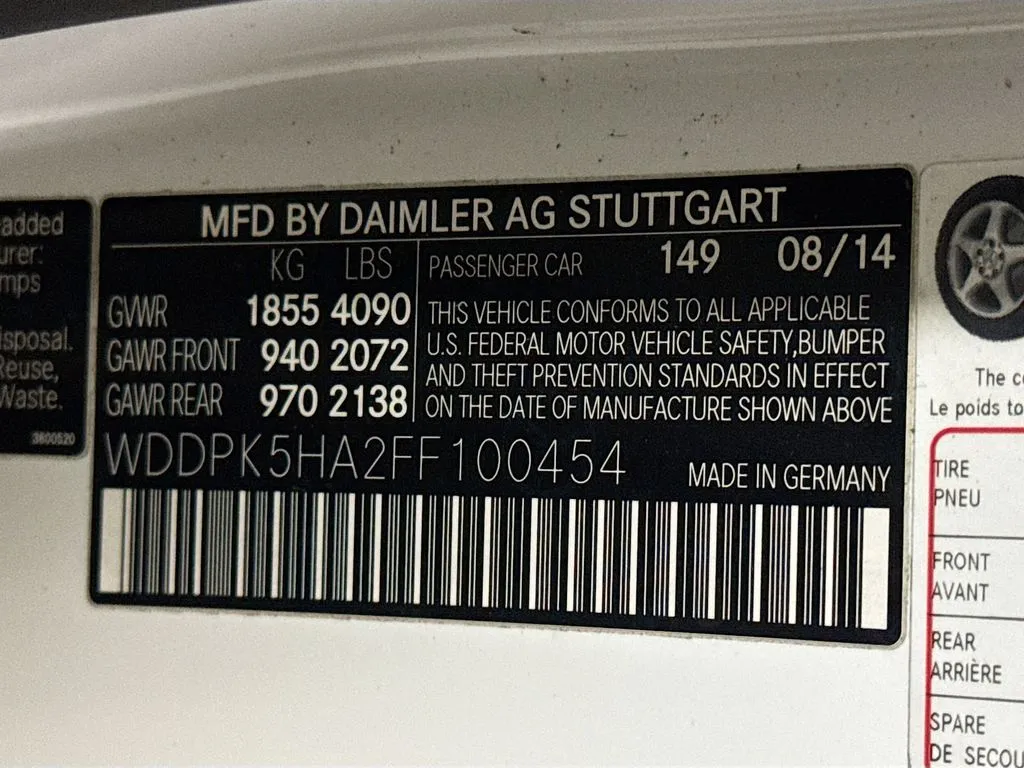 -added
urer:
mps
isposal.
Reuse,
Waste.
3800520
MFD BY DAIMLER AG STUTTGART
KG LBS
GVWR 1855 4090
GAWR FRONT 940 2072
GAWR REAR 970 2138
PASSENGER CAR 149 08/14
THIS VEHICLE CONFORMS TO ALL APPLICABLE
U.S. FEDERAL MOTOR VEHICLE SAFETY,BUMPER
AND THEFT PREVENTION STANDARDS IN EFFECT
ON THE DATE OF MANUFACTURE SHOWN ABOVE
WDDPK5HA2FF100454
MADE IN GERMANY
The c
Le poids to
TIRE
PNEU
FRONT
AVANT
REAR
ARRIÈRE
SPARE
DE SECOU